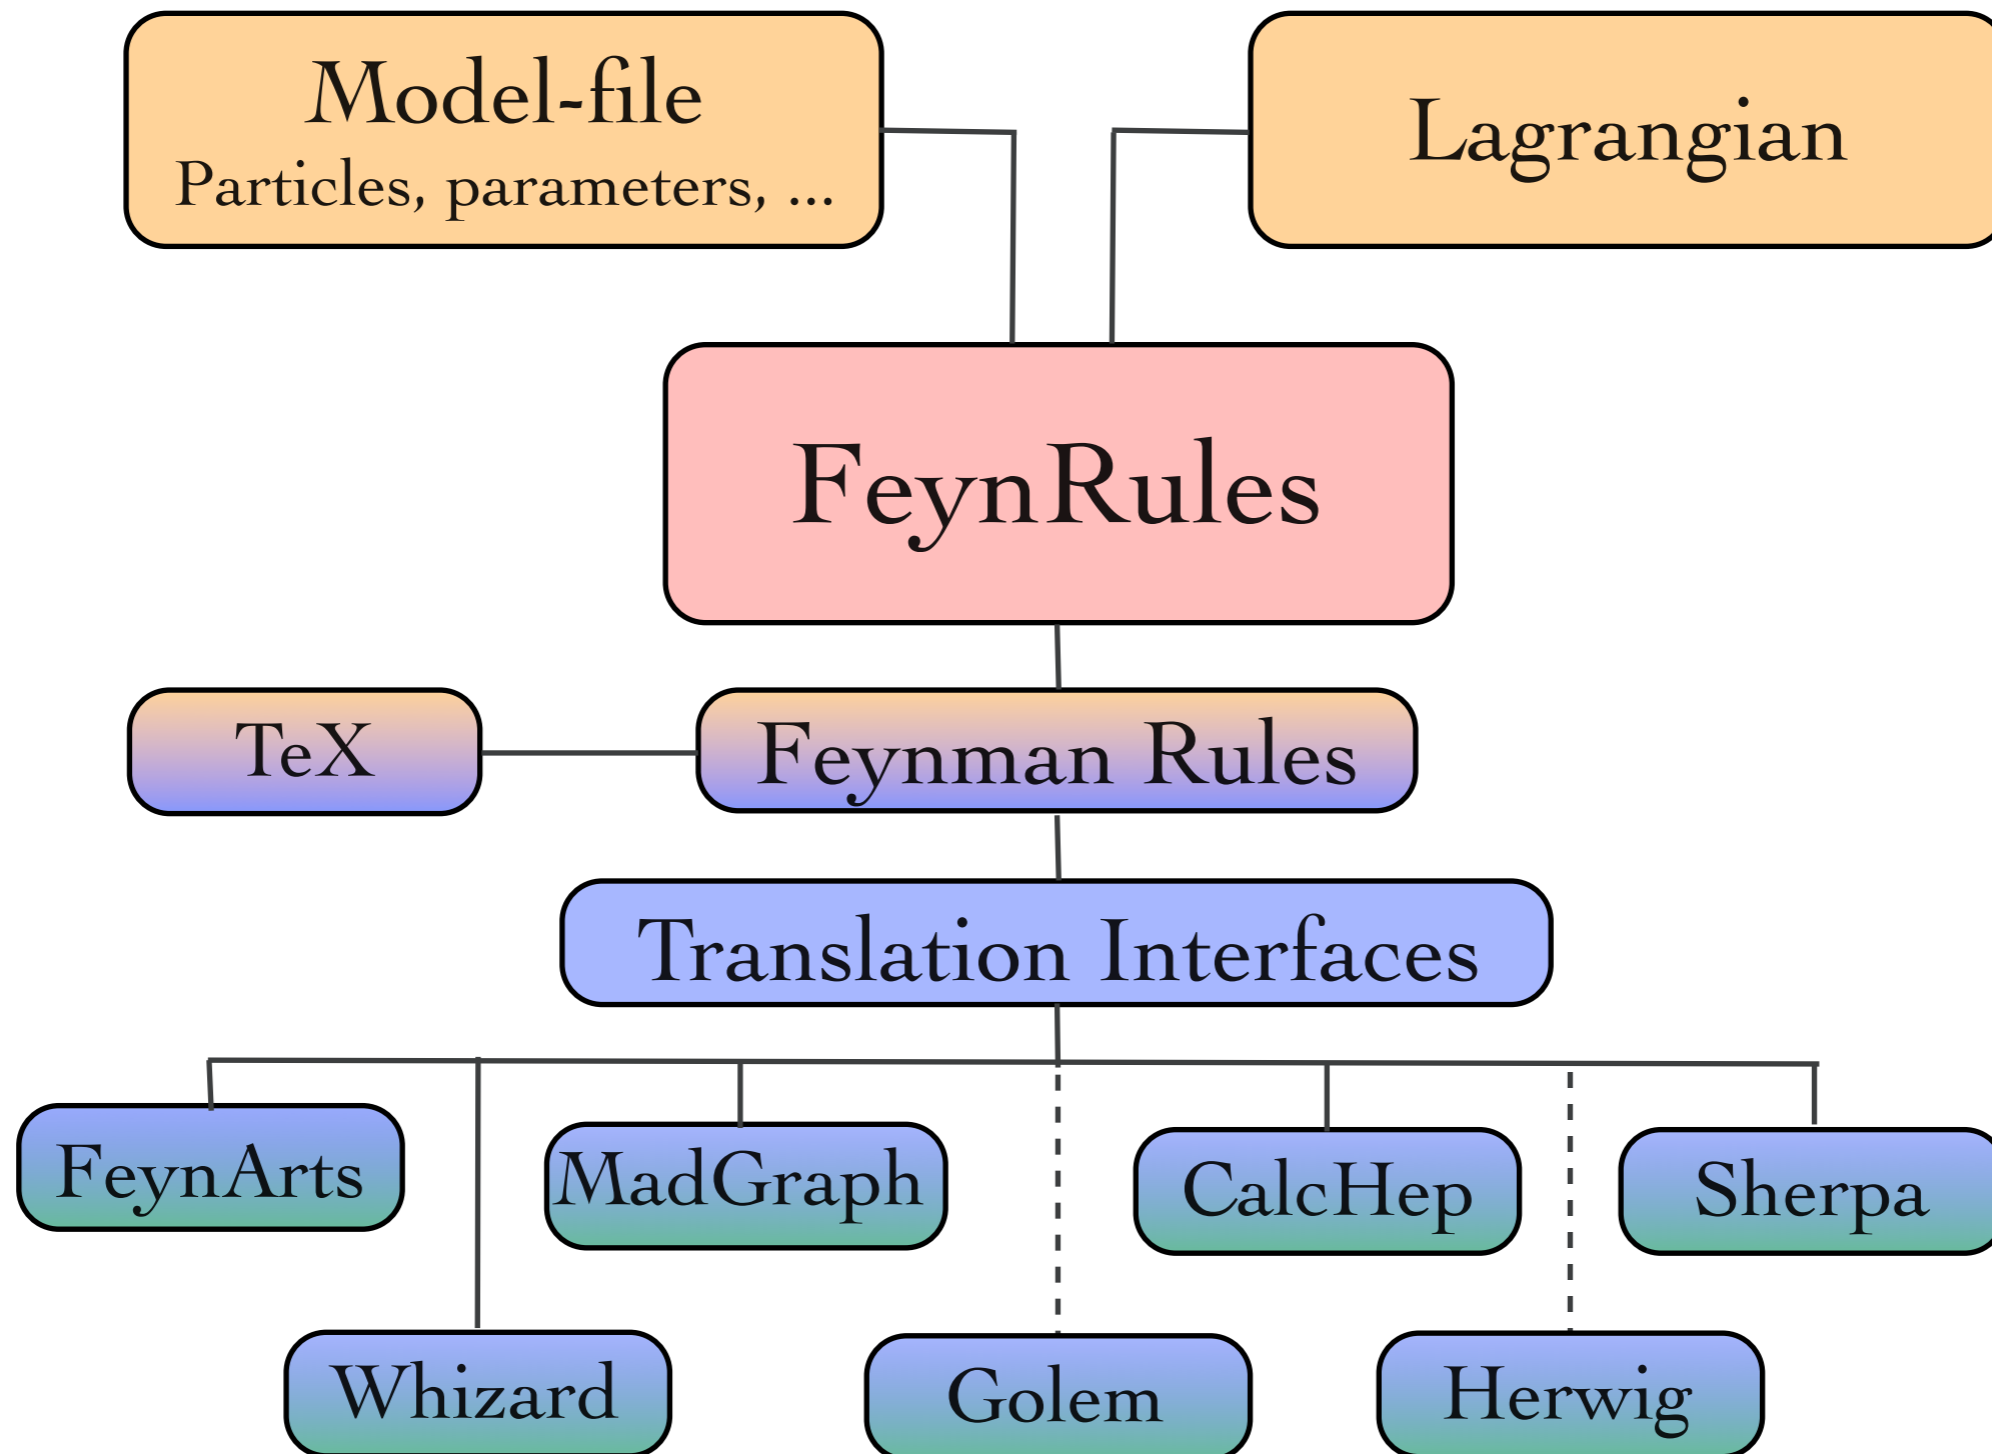 Model-file
Particles, parameters, ...
Lagrangian
FeynRules
TeX
Feynman Rules
Translation Interfaces
FeynArts
MadGraph
CalcHep
Sherpa
Whizard
Golem
Herwig